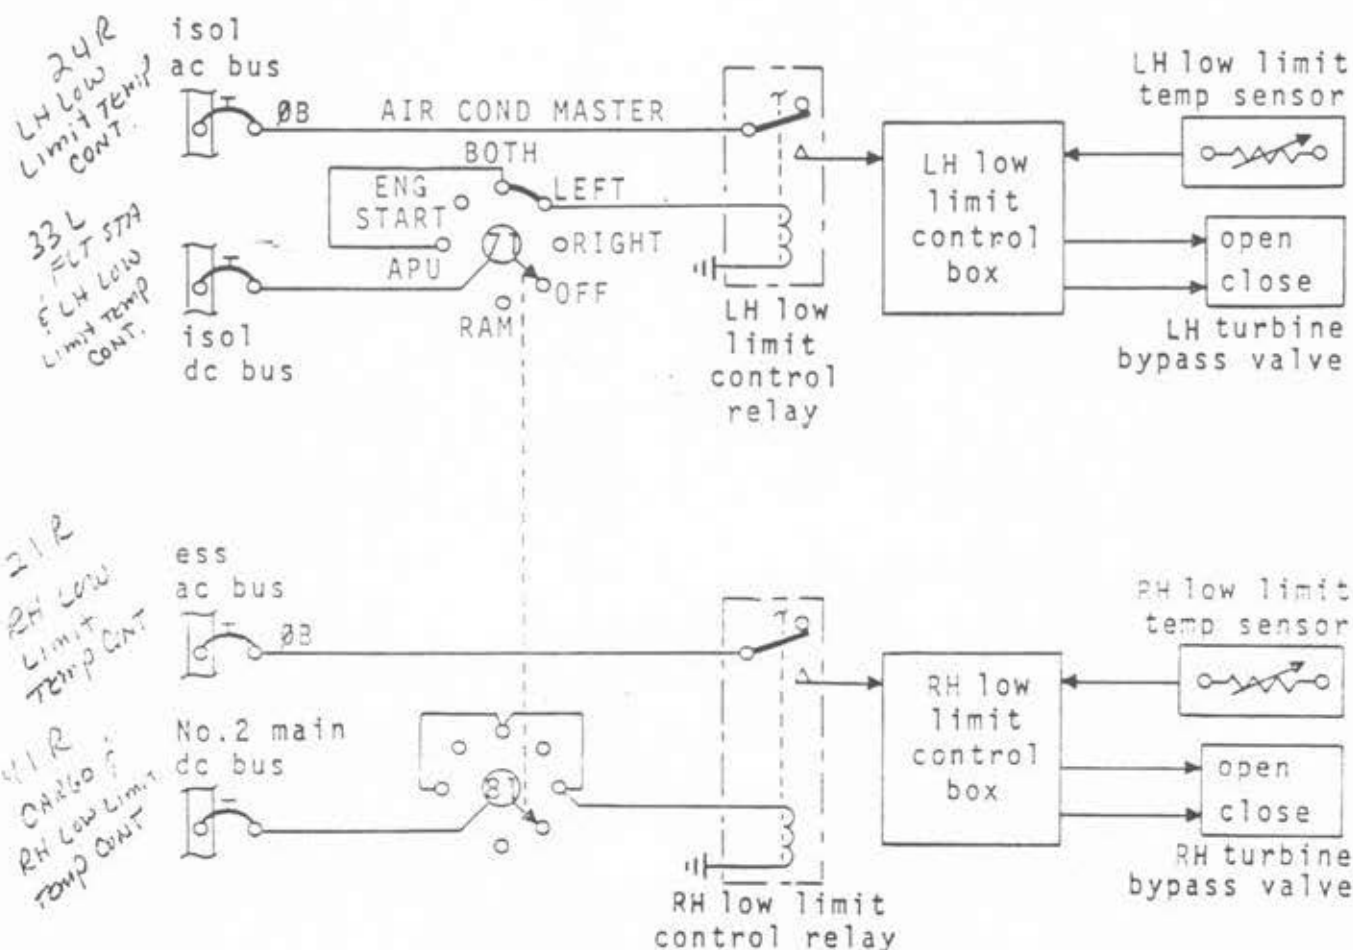 24R
LH LOW
LIMIT TEMP
CONT.
isol
ac bus
ØB
AIR COND MASTER
BOTH
ENG
START
LEFT
RIGHT
APU
OFF
RAM
33L
FLT STA
& LH LOW
LIMIT TEMP
CONT.
isol
dc bus
LH low
limit
control
relay
LH low
limit
control
box
LH low limit
temp sensor
open
close
LH turbine
bypass valve
21R
RH LOW
LIMIT
TEMP CONT
ess
ac bus
ØB
41R
CARGO &
RH LOW LIMIT
TEMP CONT
No.2 main
dc bus
RH low limit
control relay
RH low
limit
control
box
RH low limit
temp sensor
open
close
RH turbine
bypass valve